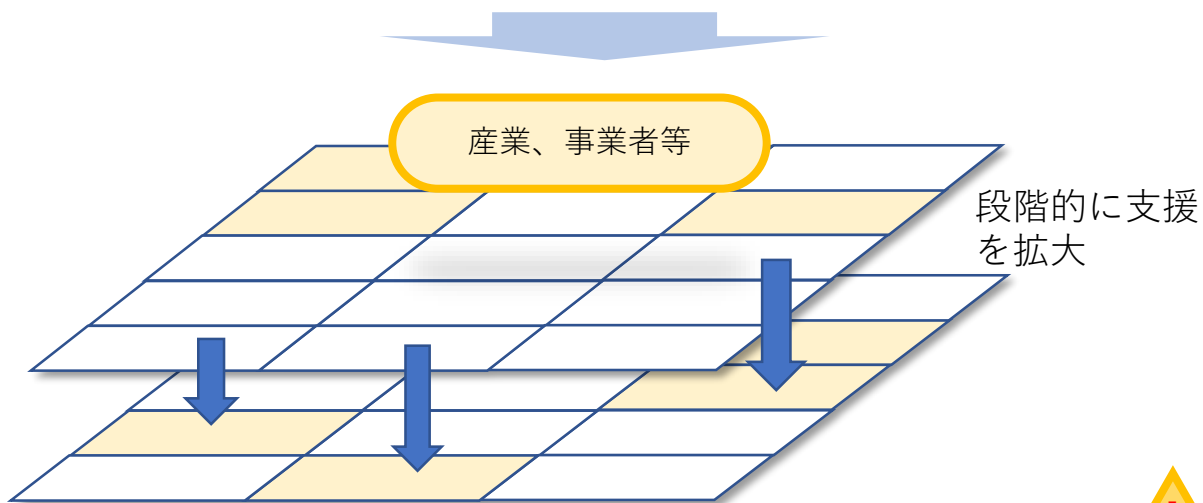 産業、事業者等
段階的に支援
を拡大